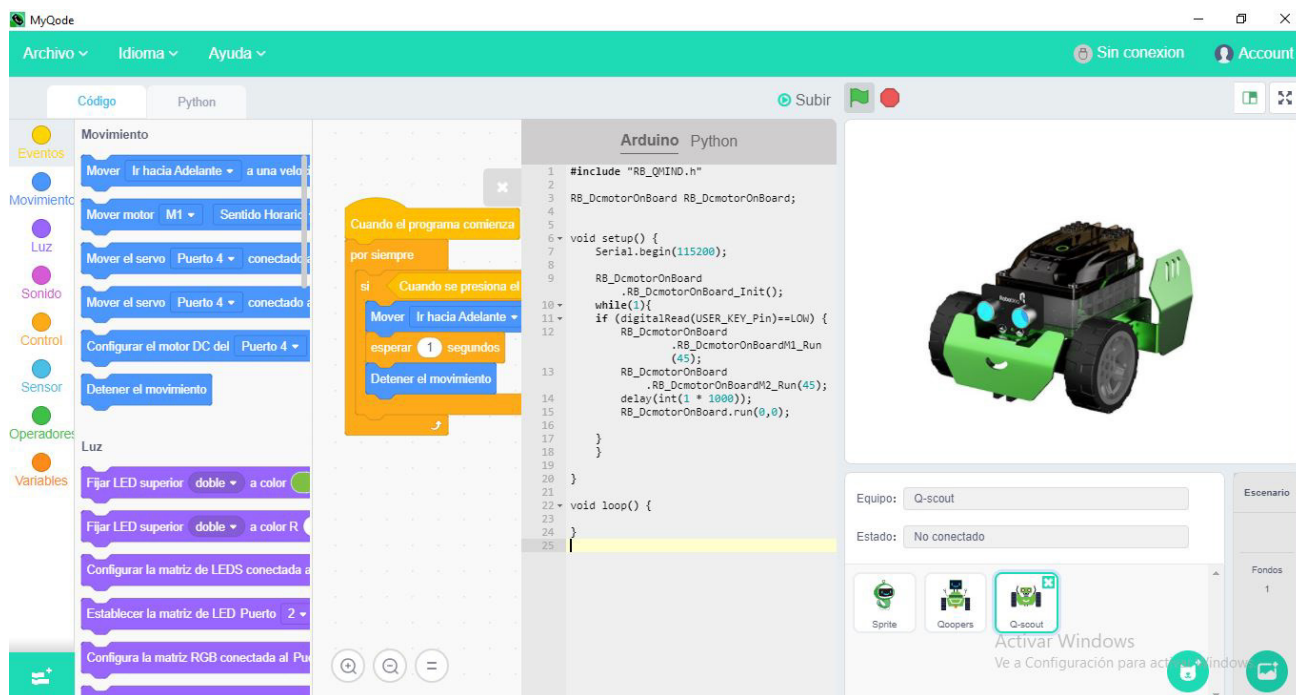 MyQode
Archivo Idioma Ayuda
Sin conexion Account
Código Python
Subir
Eventos
Movimiento
Luz
Sonido
Control
Sensor
Operadores
Variables
Movimiento
Mover Ir hacia Adelante a una
Mover motor M1 Sentido Horario
Mover el servo Puerto 4
Mover el servo Puerto 4
Configurar el motor DC del Puerto 4
Detener el movimiento
Luz
Fijar LED superior doble a color
Fijar LED superior doble a color R
Configurar la matriz de LEDS conectada a
Establecer la matriz de LED Puerto 2
Configura la matriz RGB conectada al
Cuando el programa comienza
por siempre
si Cuando se presiona el
Mover Ir hacia Adelante
esperar 1 segundos
Detener el movimiento
Arduino Python
1 #include "RB_QMIND.h"
2
3 RB_DcmotorOnBoard RB_DcmotorOnBoard;
4
5
6 void setup() {
7 Serial.begin(115200);
8
9 RB_DcmotorOnBoard
.RB_DcmotorOnBoard_Init();
10 while(1){
11 if (digitalRead(USER_KEY_Pin)==LOW) {
12 RB_DcmotorOnBoard
.RB_DcmotorOnBoardM1_Run
(45);
13 RB_DcmotorOnBoard
.RB_DcmotorOnBoardM2_Run(45);
14 delay(int(1 * 1000));
15 RB_DcmotorOnBoard.run(0,0);
16
17 }
18 }
19
20 }
21
22 void loop() {
23
24 }
25
Equipo: Q-scout
Estado: No conectado
Sprite
Qoopers
Q-scout
Escenario
Fondos
1
Activar Windows
Ve a Configuración para